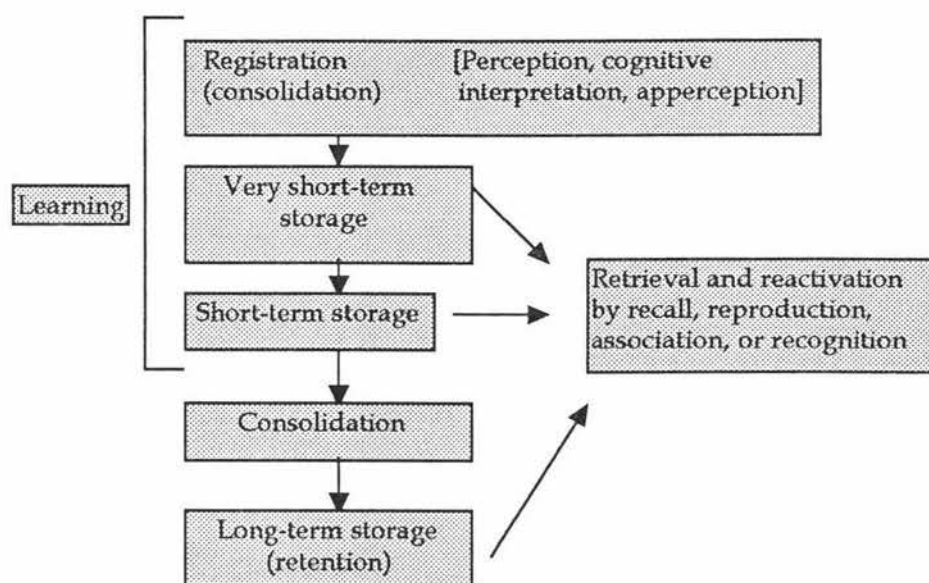 Registration [Perception, cognitive
(consolidation) interpretation, apperception]
Very short-term
storage
Learning
Short-term storage
Retrieval and reactivation
by recall, reproduction,
association, or recognition
Consolidation
Long-term storage
(retention)